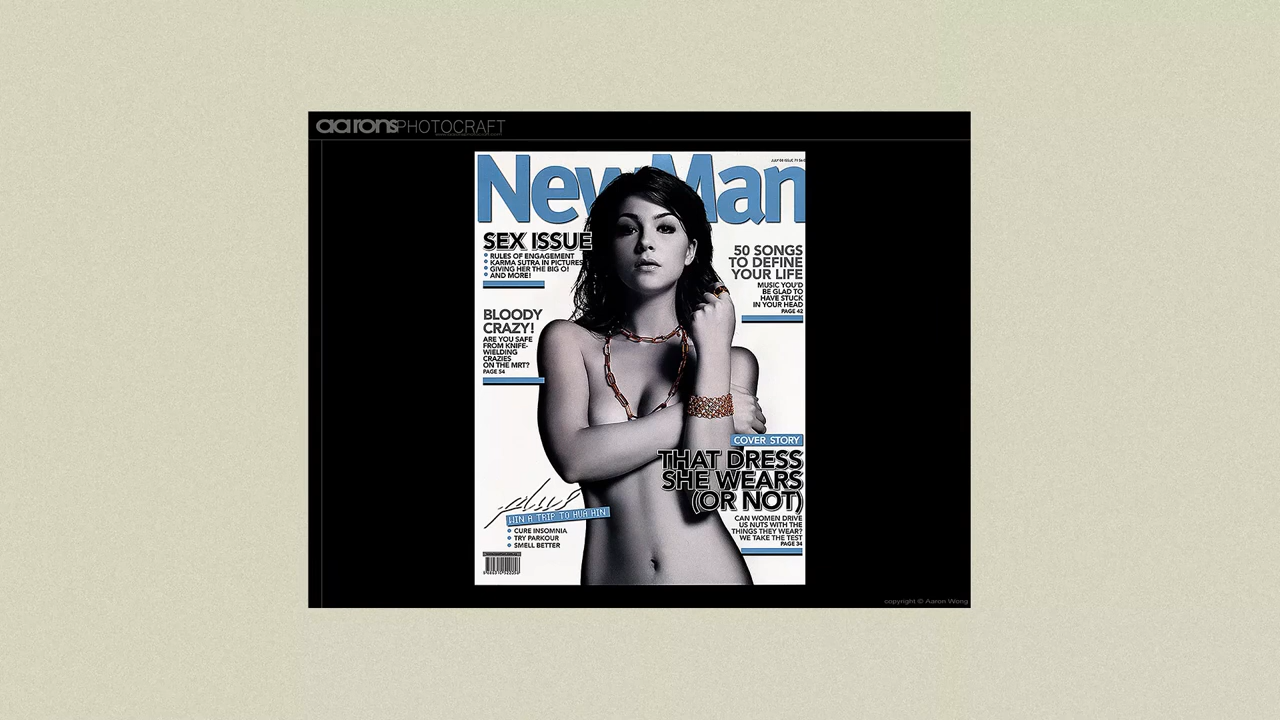 aaronsPHOTOCRAFT
NewMan
SEX ISSUE
RULES OF ENGAGEMENT
KARMA SUTRA IN PICTURES
GIVING HER THE BIG O!
AND MORE!
BLOODY
CRAZY!
ARE YOU SAFE
FROM KNIFE-
WIELDING
CRAZIES
ON THE MRT?
PAGE 54
50 SONGS
TO DEFINE
YOUR LIFE
MUSIC YOU'D
BE GLAD TO
HAVE STUCK
IN YOUR HEAD
PAGE 42
COVER STORY
THAT DRESS
SHE WEARS
(OR NOT)
CAN WOMEN DRIVE
US NUTS WITH THE
THINGS THEY WEAR?
WE TAKE THE TEST
PAGE 34
plus
WIN A TRIP TO HUA HIN
CURE INSOMNIA
TRY PARKOUR
SMELL BETTER
copyright © Aaron Wong